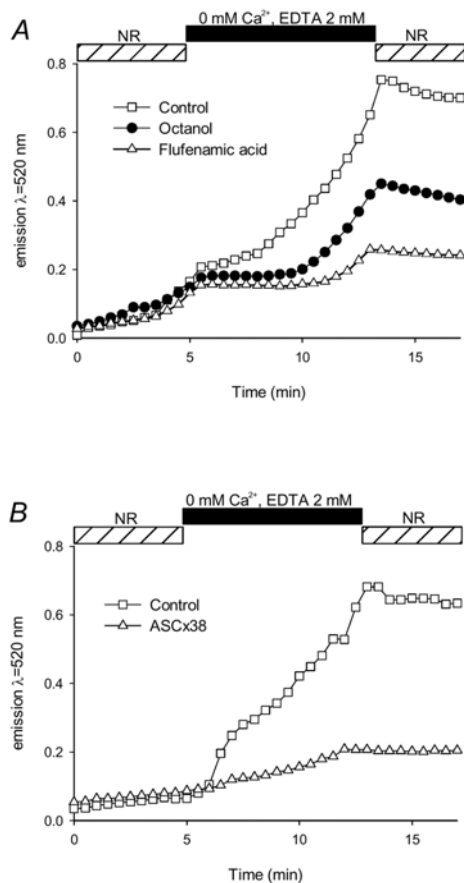 A
0 mM Ca²⁺, EDTA 2 mM
NR
NR
0.8
0.6
0.4
0.2
0.0
emission λ=520 nm
Control
Octanol
Flufenamic acid
0
5
10
15
Time (min)
B
0 mM Ca²⁺, EDTA 2 mM
NR
NR
0.8
0.6
0.4
0.2
0.0
emission λ=520 nm
Control
ASCx38
0
5
10
15
Time (min)